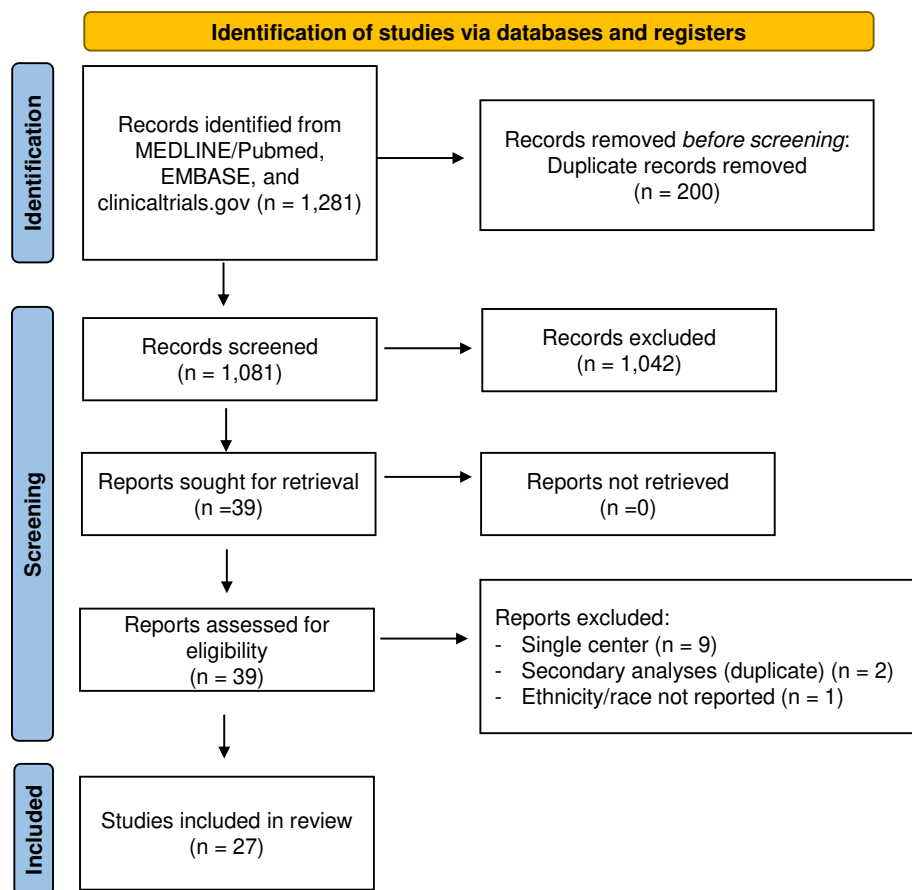 Identification of studies via databases and registers
Identification
Records identified from
MEDLINE/Pubmed,
EMBASE, and
clinicaltrials.gov (n = 1,281)
Records removed before screening:
Duplicate records removed
(n = 200)
Screening
Records screened
(n = 1,081)
Records excluded
(n = 1,042)
Reports sought for retrieval
(n =39)
Reports not retrieved
(n =0)
Reports assessed for
eligibility
(n = 39)
Reports excluded:
- Single center (n = 9)
- Secondary analyses (duplicate) (n = 2)
- Ethnicity/race not reported (n = 1)
Included
Studies included in review
(n = 27)